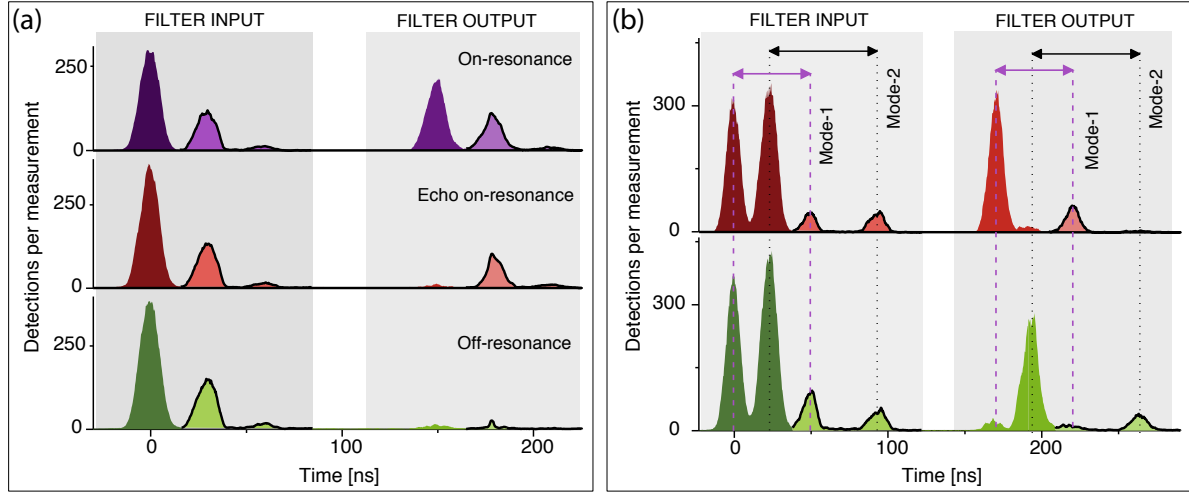 (a)
FILTER INPUT
FILTER OUTPUT
On-resonance
Echo on-resonance
Off-resonance
250
0
250
0
250
0
Detections per measurement
0
100
200
Time [ns]
(b)
FILTER INPUT
FILTER OUTPUT
Mode-1
Mode-2
Mode-1
Mode-2
300
0
300
0
Detections per measurement
0
100
200
Time [ns]